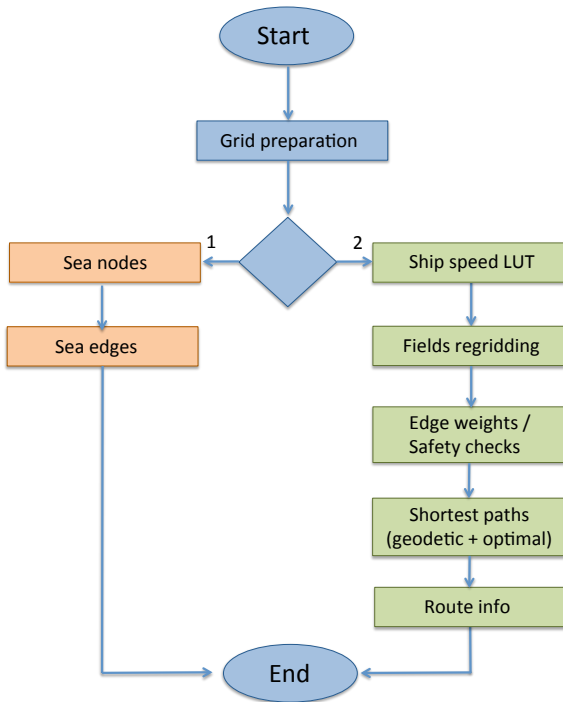 Start
Grid preparation
1
2
Sea nodes
Ship speed LUT
Sea edges
Fields regridding
Edge weights /
Safety checks
Shortest paths
(geodetic + optimal)
Route info
End